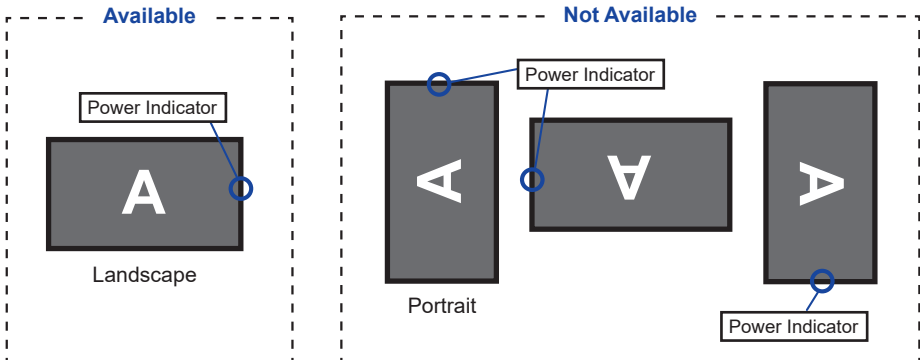 Available
Power Indicator
A
Landscape
Not Available
Power Indicator
A
A
A
Portrait
Power Indicator